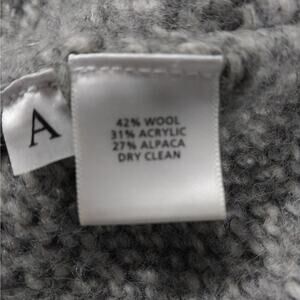 A
42% WOOL
31% ACRYLIC
27% ALPACA
DRY CLEAN